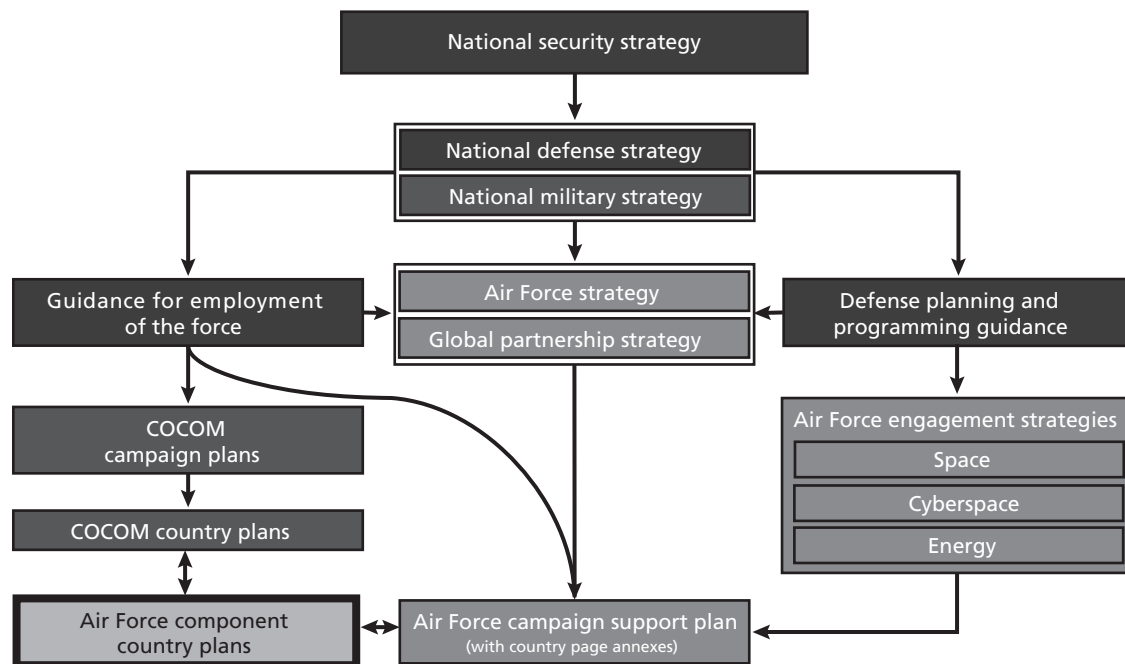 National security strategy
National defense strategy
National military strategy
Guidance for employment
of the force
Air Force strategy
Global partnership strategy
Defense planning and
programming guidance
COCOM
campaign plans
Air Force engagement strategies
Space
Cyberspace
Energy
COCOM country plans
Air Force component
country plans
Air Force campaign support plan
(with country page annexes)